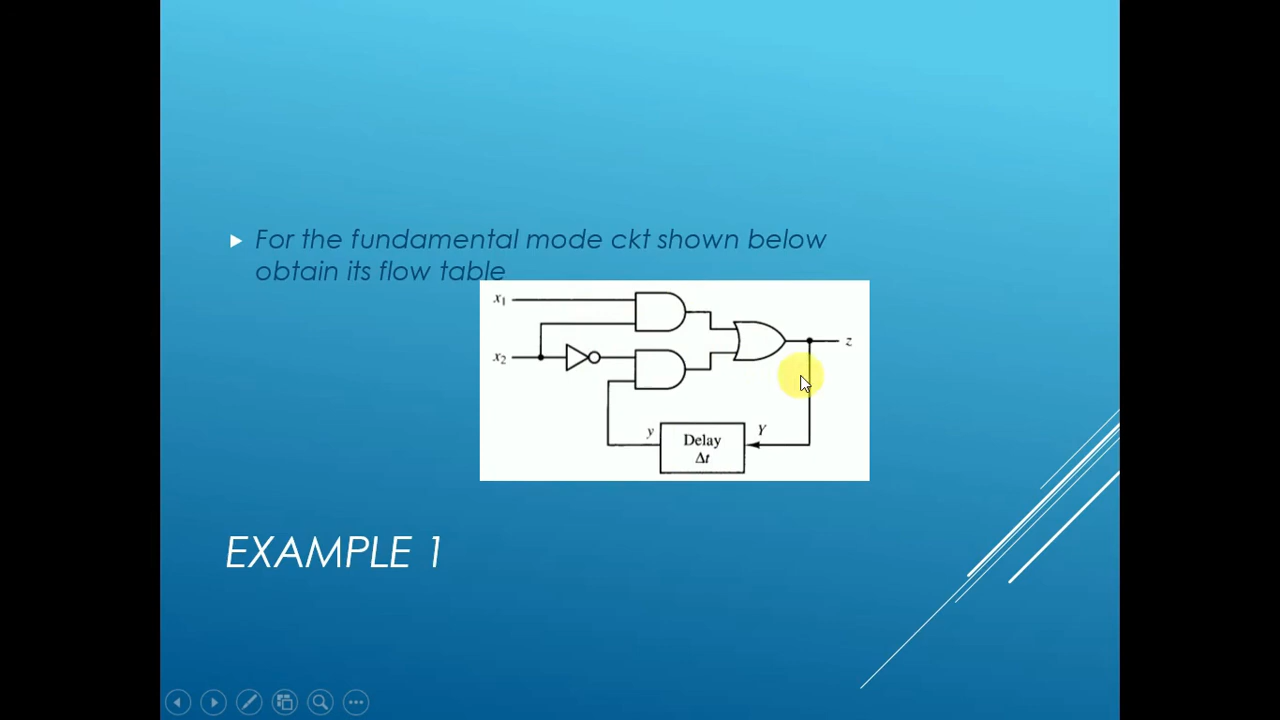 For the fundamental mode ckt shown below
obtain its flow table
x₁
x₂
z
y
Y
Delay
Δt
EXAMPLE 1